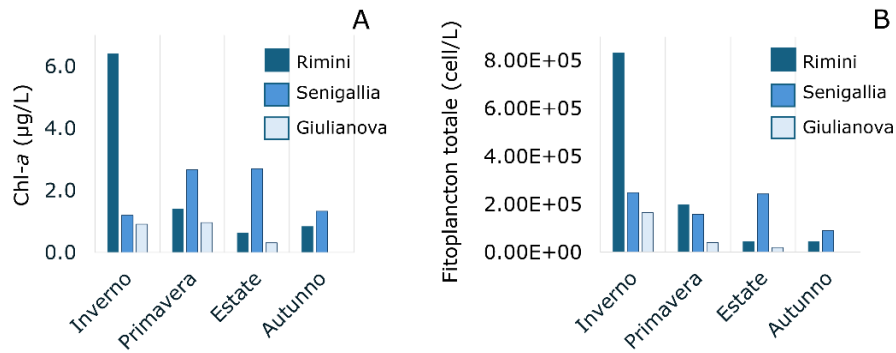 A
Chl-a (µg/L)
6.0
4.0
2.0
0.0
Rimini
Senigallia
Giulianova
Inverno
Primavera
Estate
Autunno
B
Fitoplancton totale (cell/L)
8.00E+05
6.00E+05
4.00E+05
2.00E+05
0.00E+00
Rimini
Senigallia
Giulianova
Inverno
Primavera
Estate
Autunno